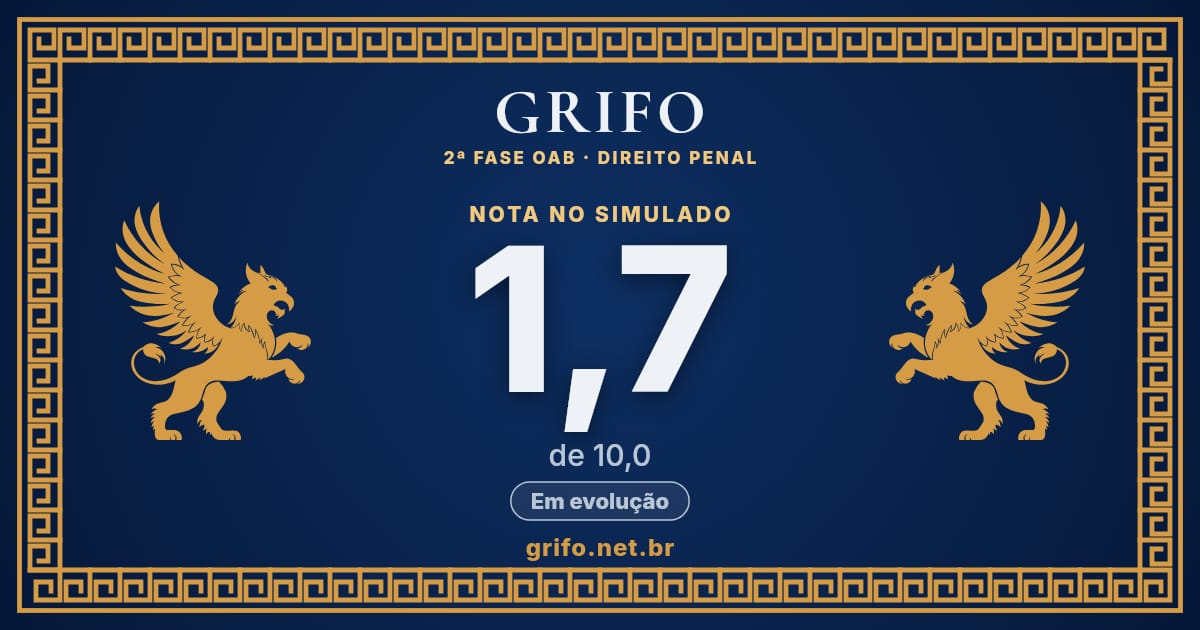 GRIFO
2ª FASE OAB · DIREITO PENAL
NOTA NO SIMULADO
1,7
de 10,0
Em evolução
grifo.net.br